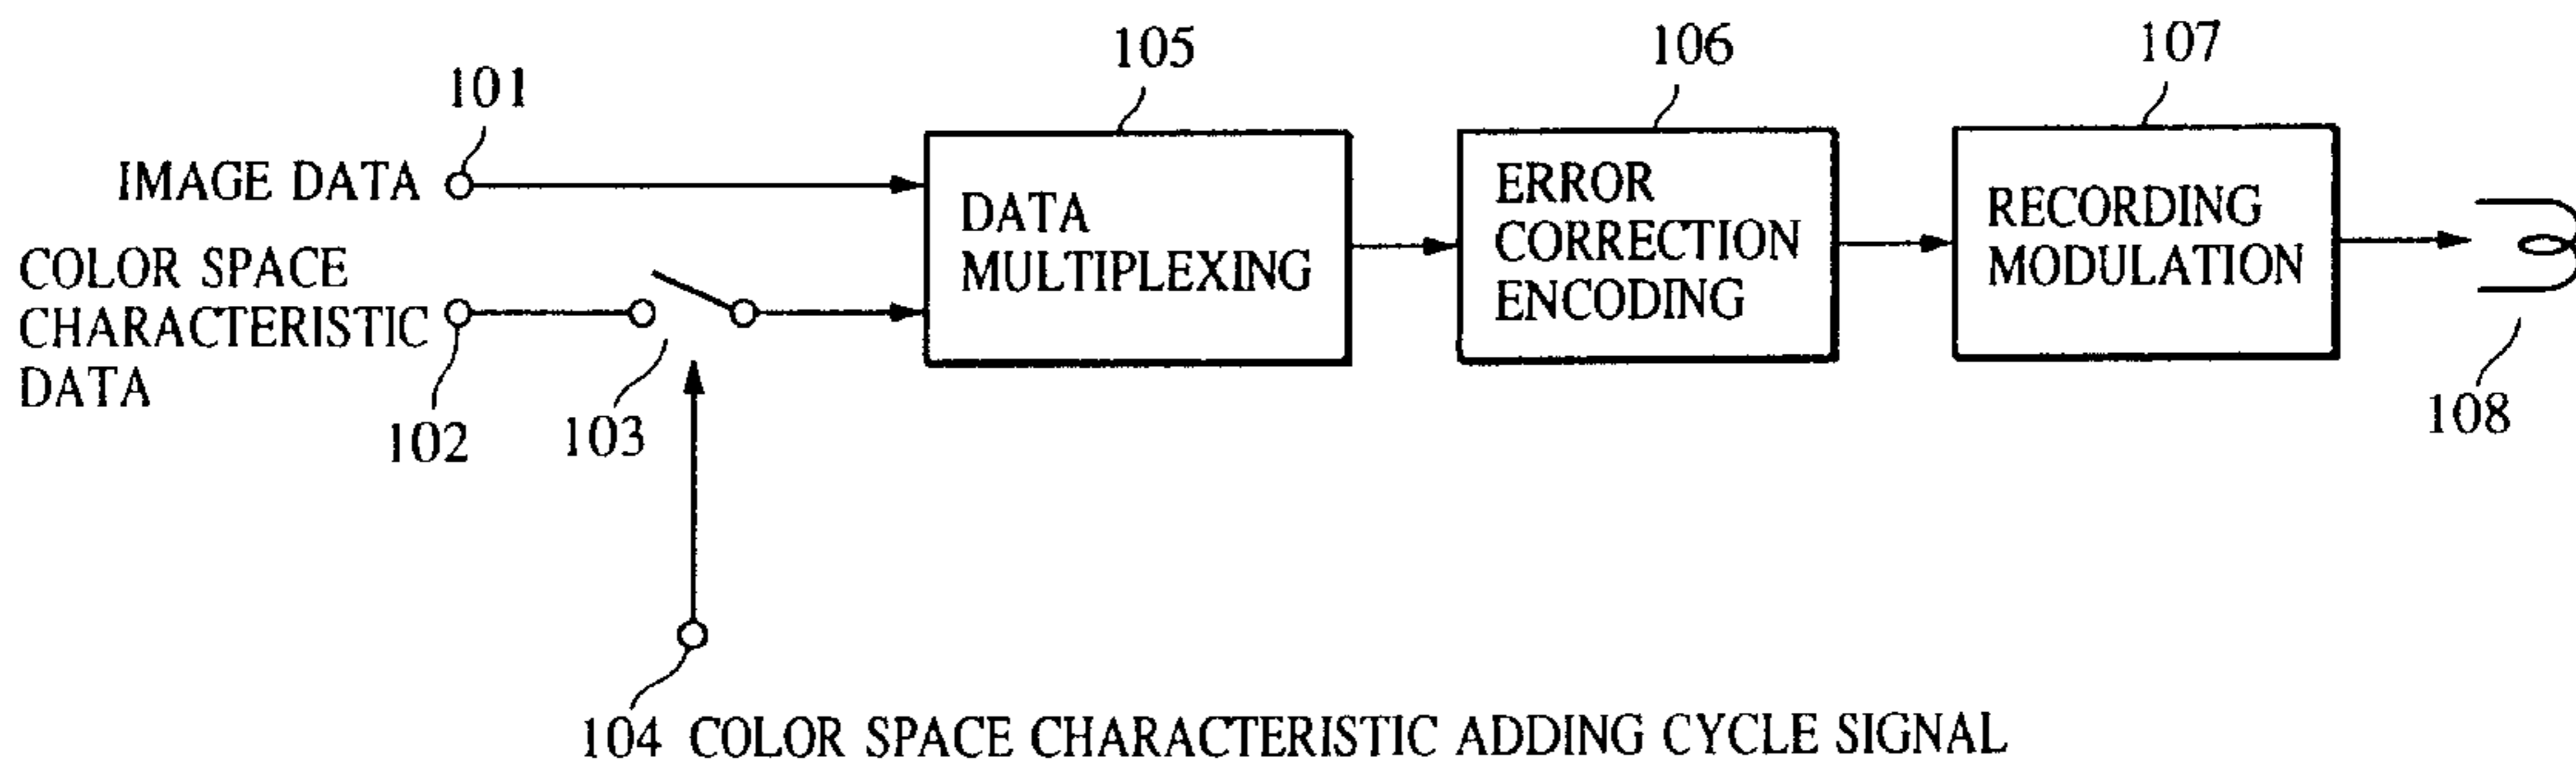 105
106
107
101
IMAGE DATA
COLOR SPACE
CHARACTERISTIC
DATA
102
103
DATA
MULTIPLEXING
ERROR
CORRECTION
ENCODING
RECORDING
MODULATION
108
104 COLOR SPACE CHARACTERISTIC ADDING CYCLE SIGNAL